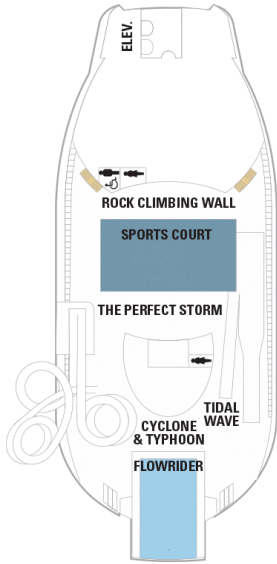 ELEV.
ROCK CLIMBING WALL
SPORTS COURT
THE PERFECT STORM
TIDAL
WAVE
CYCLONE
& TYPHOON
FLOWRIDER